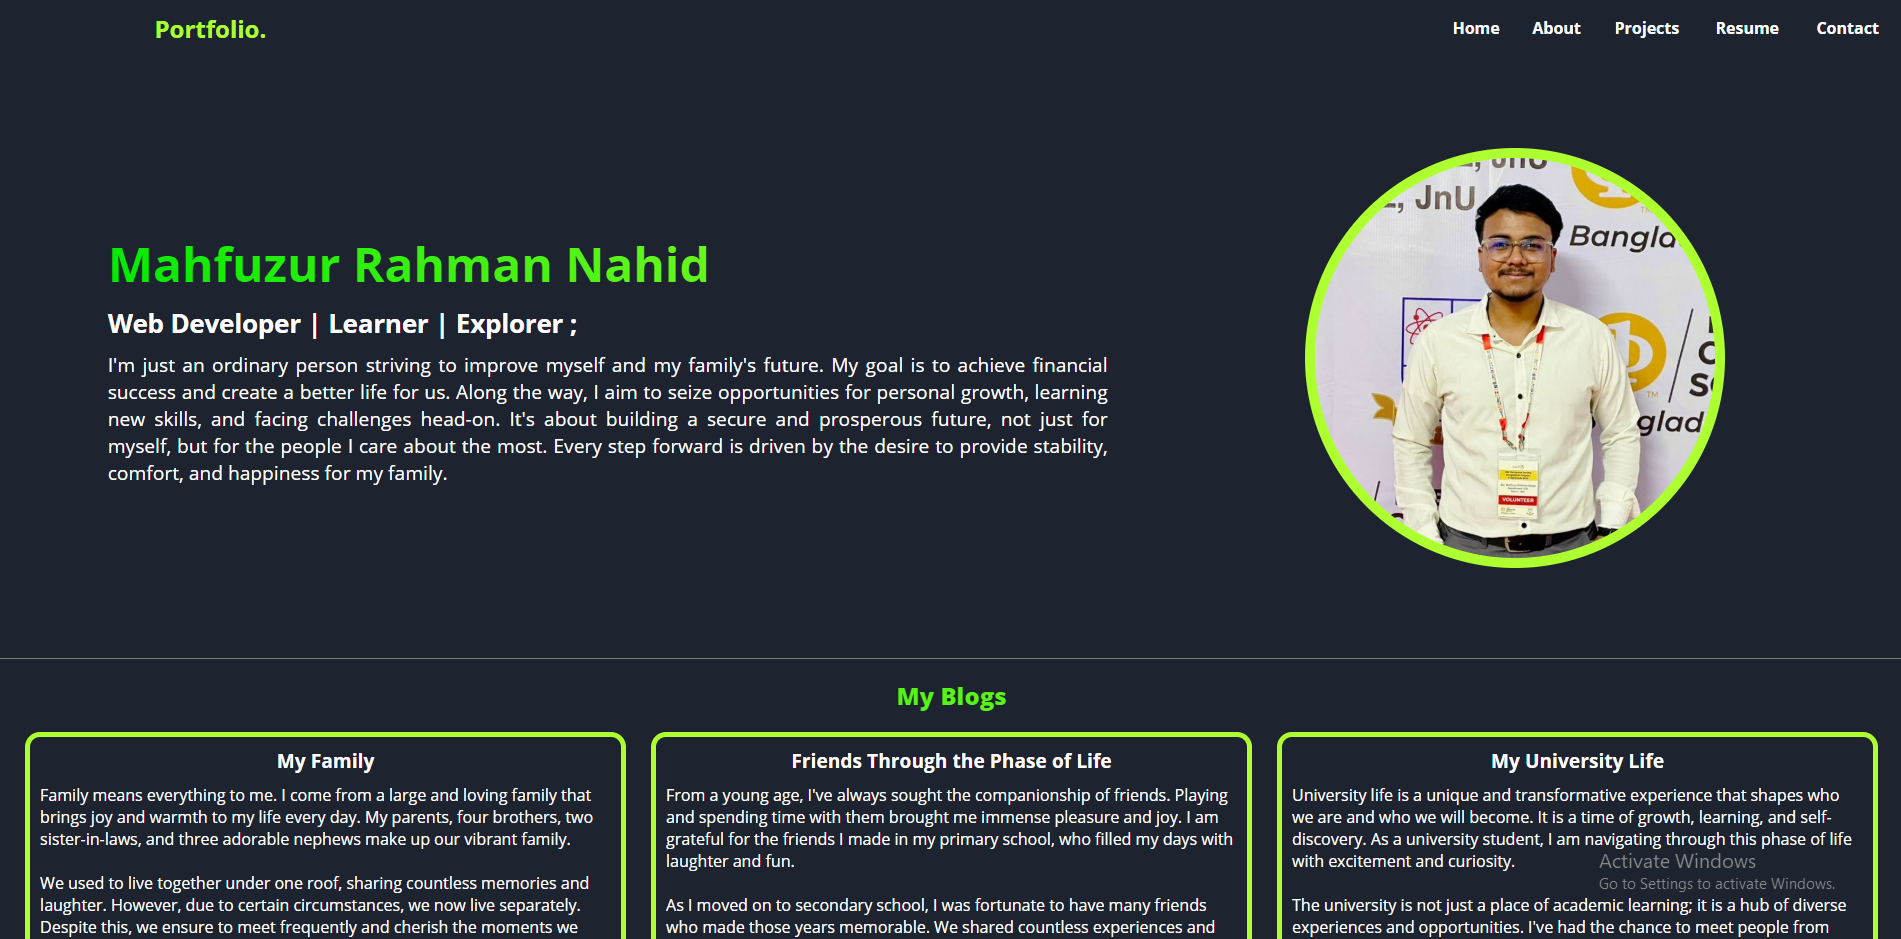 Portfolio.
Home About Projects Resume Contact
Mahfuzur Rahman Nahid
Web Developer | Learner | Explorer ;
I'm just an ordinary person striving to improve myself and my family's future. My goal is to achieve financial
success and create a better life for us. Along the way, I aim to seize opportunities for personal growth, learning
new skills, and facing challenges head-on. It's about building a secure and prosperous future, not just for
myself, but for the people I care about the most. Every step forward is driven by the desire to provide stability,
comfort, and happiness for my family.
JnU
JnU
TM
Bangla
TM
glad
VOLUNTEER
My Blogs
My Family
Family means everything to me. I come from a large and loving family that
brings joy and warmth to my life every day. My parents, four brothers, two
sister-in-laws, and three adorable nephews make up our vibrant family.
We used to live together under one roof, sharing countless memories and
laughter. However, due to certain circumstances, we now live separately.
Despite this, we ensure to meet frequently and cherish the moments we
Friends Through the Phase of Life
From a young age, I've always sought the companionship of friends. Playing
and spending time with them brought me immense pleasure and joy. I am
grateful for the friends I made in my primary school, who filled my days with
laughter and fun.
As I moved on to secondary school, I was fortunate to have many friends
who made those years memorable. We shared countless experiences and
My University Life
University life is a unique and transformative experience that shapes who
we are and who we will become. It is a time of growth, learning, and self-
discovery. As a university student, I am navigating through this phase of life
with excitement and curiosity.
The university is not just a place of academic learning; it is a hub of diverse
experiences and opportunities. I've had the chance to meet people from
Activate Windows
Go to Settings to activate Windows.